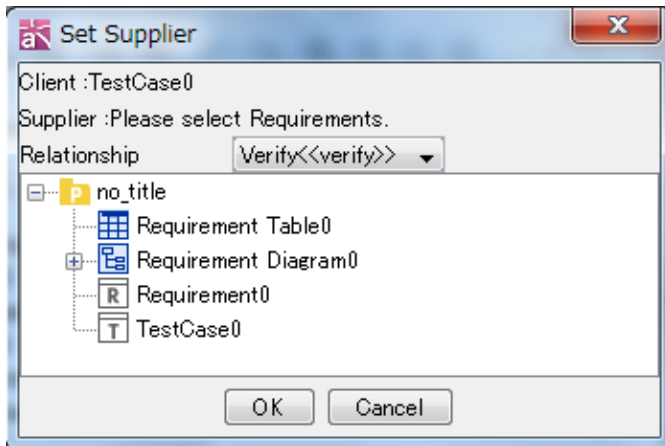 Set Supplier
Client :TestCase0
Supplier :Please select Requirements.
Relationship Verify<<verify>>
no_title
Requirement Table0
Requirement Diagram0
R Requirement0
T TestCase0
OK Cancel